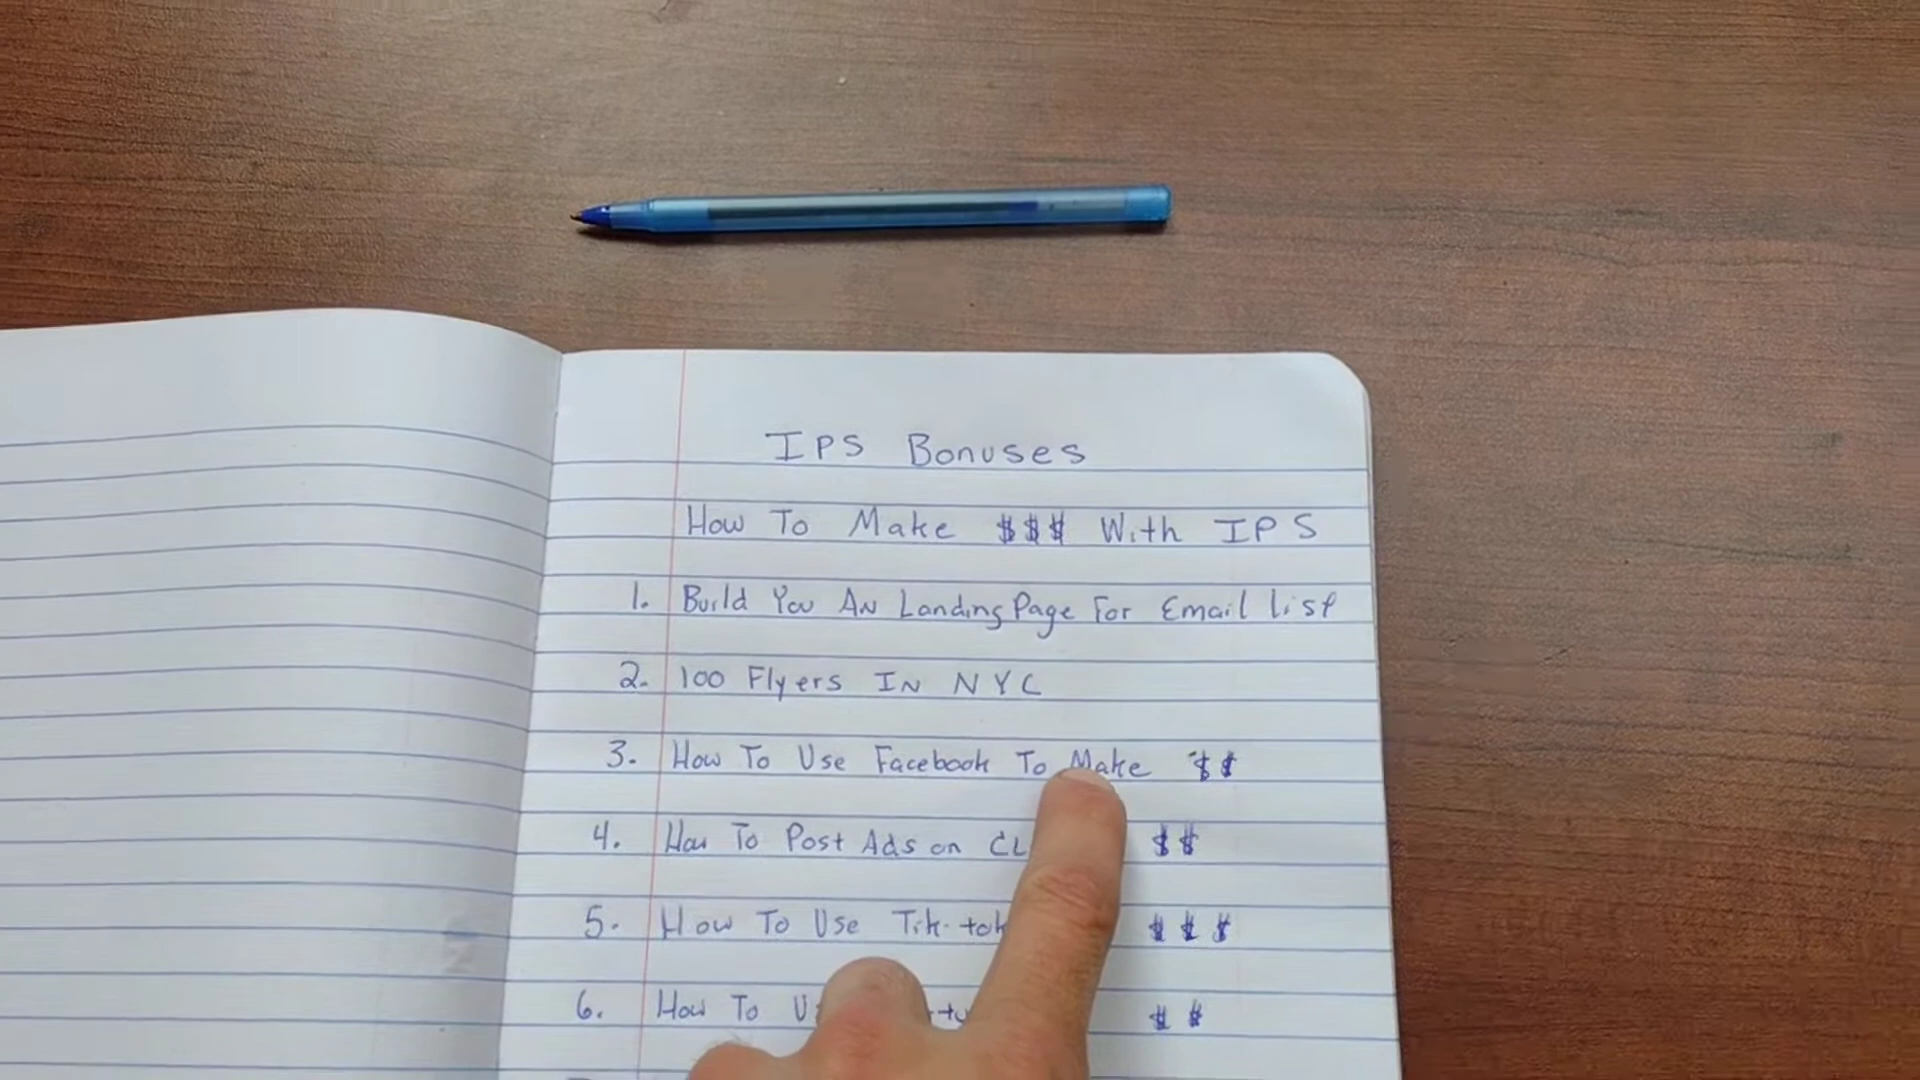 IPS Bonuses
How To Make $$$ With IPS
1. Build You An Landing Page For Email list
2. 100 Flyers IN NYC
3. How To Use Facebook To Make $$
4. How To Post Ads on CL $$
5. How To Use Tik-tok $$$
6. How To $$